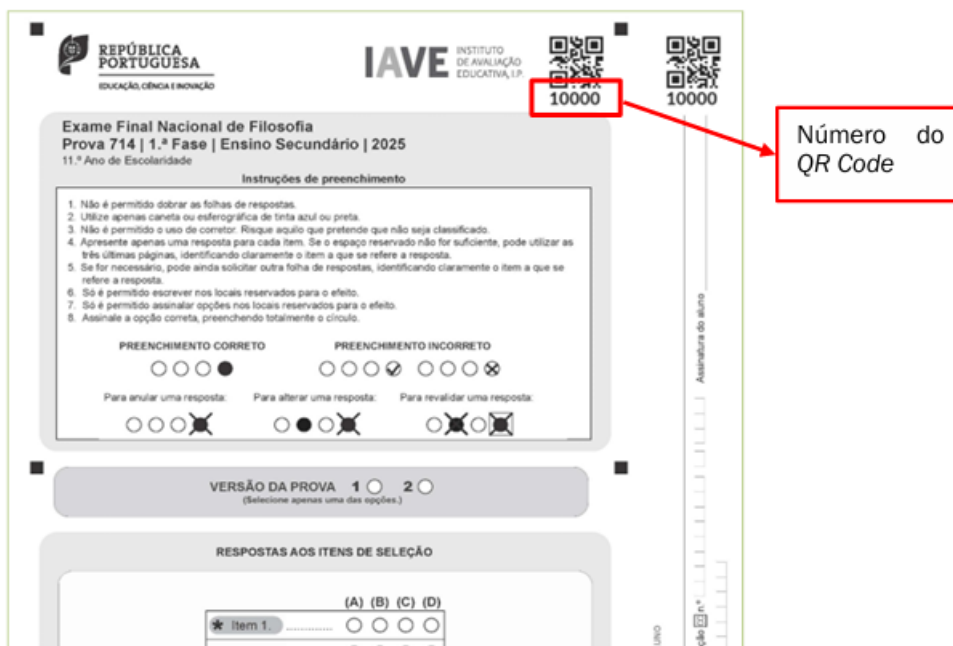 REPÚBLICA
PORTUGUESA
EDUCAÇÃO, CIÊNCIA E INOVAÇÃO
IAVE
INSTITUTO
DE AVALIAÇÃO
EDUCATIVA, I.P.
10000
10000
Número do
QR Code
Exame Final Nacional de Filosofia
Prova 714 | 1.ª Fase | Ensino Secundário | 2025
11.º Ano de Escolaridade
Instruções de preenchimento
1. Não é permitido dobrar as folhas de respostas.
2. Utilize apenas caneta ou esferográfica de tinta azul ou preta.
3. Não é permitido o uso de corretor. Risque aquilo que pretende que não seja classificado.
4. Apresente apenas uma resposta para cada item. Se o espaço reservado não for suficiente, pode utilizar as
três últimas páginas, identificando claramente o item a que se refere a resposta.
5. Se for necessário, pode ainda solicitar outra folha de respostas, identificando claramente o item a que se
refere a resposta.
6. Só é permitido escrever nos locais reservados para o efeito.
7. Só é permitido assinalar opções nos locais reservados para o efeito.
8. Assinale a opção correta, preenchendo totalmente o círculo.
PREENCHIMENTO CORRETO PREENCHIMENTO INCORRETO
Para anular uma resposta: Para alterar uma resposta: Para revalidar uma resposta:
VERSÃO DA PROVA 1 2
(Selecione apenas uma das opções.)
RESPOSTAS AOS ITENS DE SELEÇÃO
(A) (B) (C) (D)
* Item 1. ..............
Assinatura do aluno
n.º